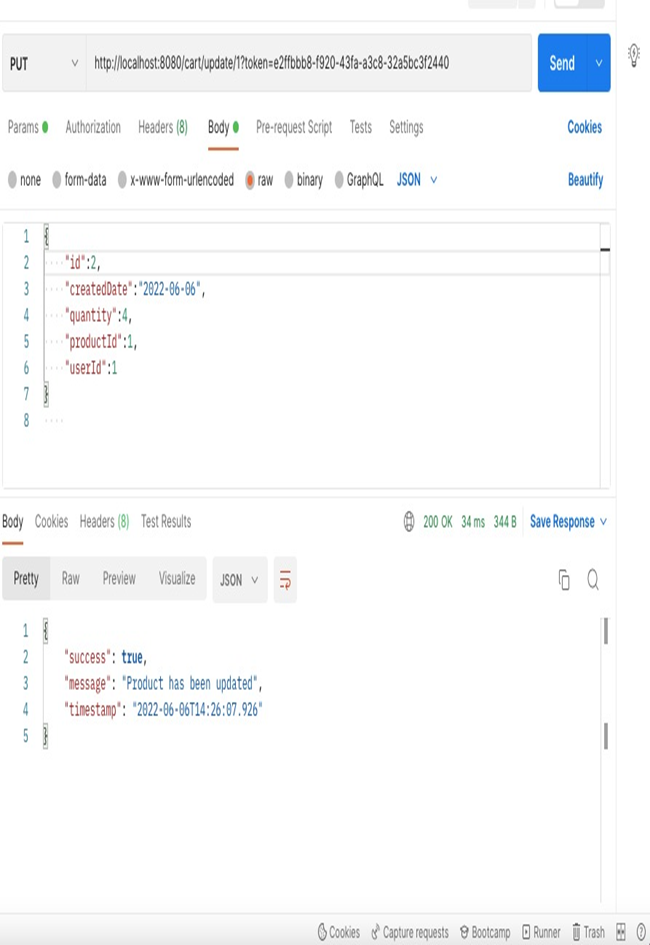 PUT http://localhost:8080/cart/update/1?token=e2ffbbb8-f920-43fa-a3c8-32a5bc3f2440 Send
Params Authorization Headers (8) Body Pre-request Script Tests Settings Cookies
none form-data x-www-form-urlencoded raw binary GraphQL JSON Beautify
1 {
2 "id":2,
3 "createdDate":"2022-06-06",
4 "quantity":4,
5 "productId":1,
6 "userId":1
7 }
8
Body Cookies Headers (8) Test Results 200 OK 34 ms 344 B Save Response
Pretty Raw Preview Visualize JSON
1 {
2 "success": true,
3 "message": "Product has been updated",
4 "timestamp": "2022-06-06T14:26:07.926"
5 }
Cookies Capture requests Bootcamp Runner Trash